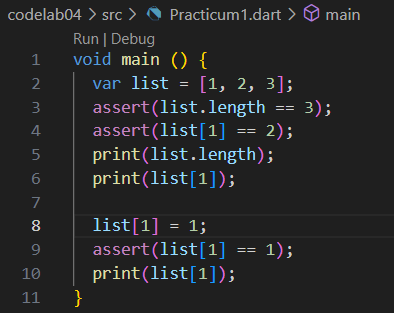 codelab04 > src > Practicum1.dart > main
Run | Debug
1 void main () {
2   var list = [1, 2, 3];
3   assert(list.length == 3);
4   assert(list[1] == 2);
5   print(list.length);
6   print(list[1]);
7
8   list[1] = 1;
9   assert(list[1] == 1);
10   print(list[1]);
11 }